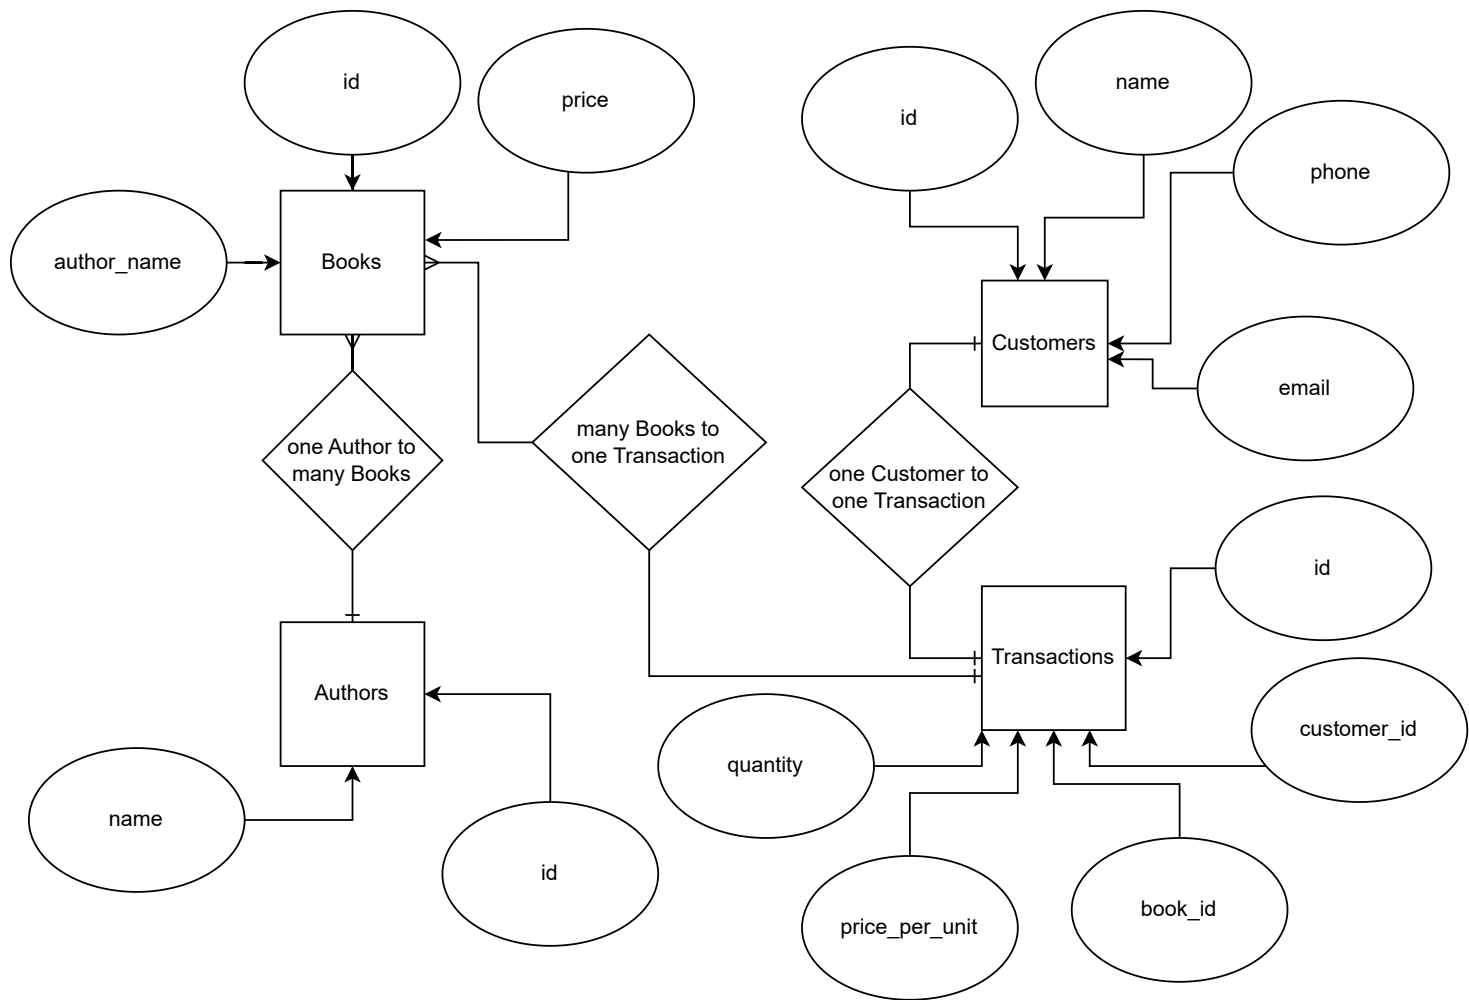 id
price
id
name
phone
author_name
Books
Customers
email
one Author to
many Books
many Books to
one Transaction
one Customer to
one Transaction
id
Authors
Transactions
customer_id
name
id
quantity
price_per_unit
book_id